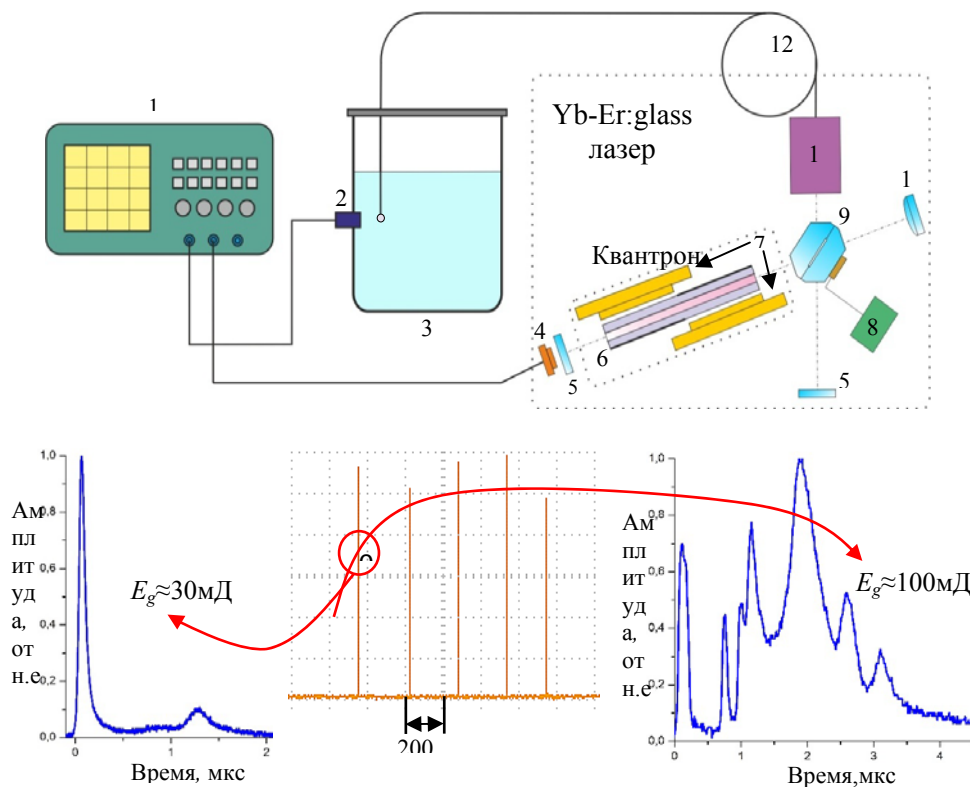 12
1
Yb-Er:glass
лазер
1
2
9
1
Квантрон
7
3
4
5
6
8
5
1,0
0,8
0,6
0,4
0,2
0,0
Ам
пл
ит
уд
а,
от
н.е
0
1
2
Время, мкс
E_g≈30мД
200
1,0
0,8
0,6
0,4
0,2
0,0
Ам
пл
ит
уд
а,
от
н.е
0
1
2
3
4
Время,мкс
E_g≈100мД